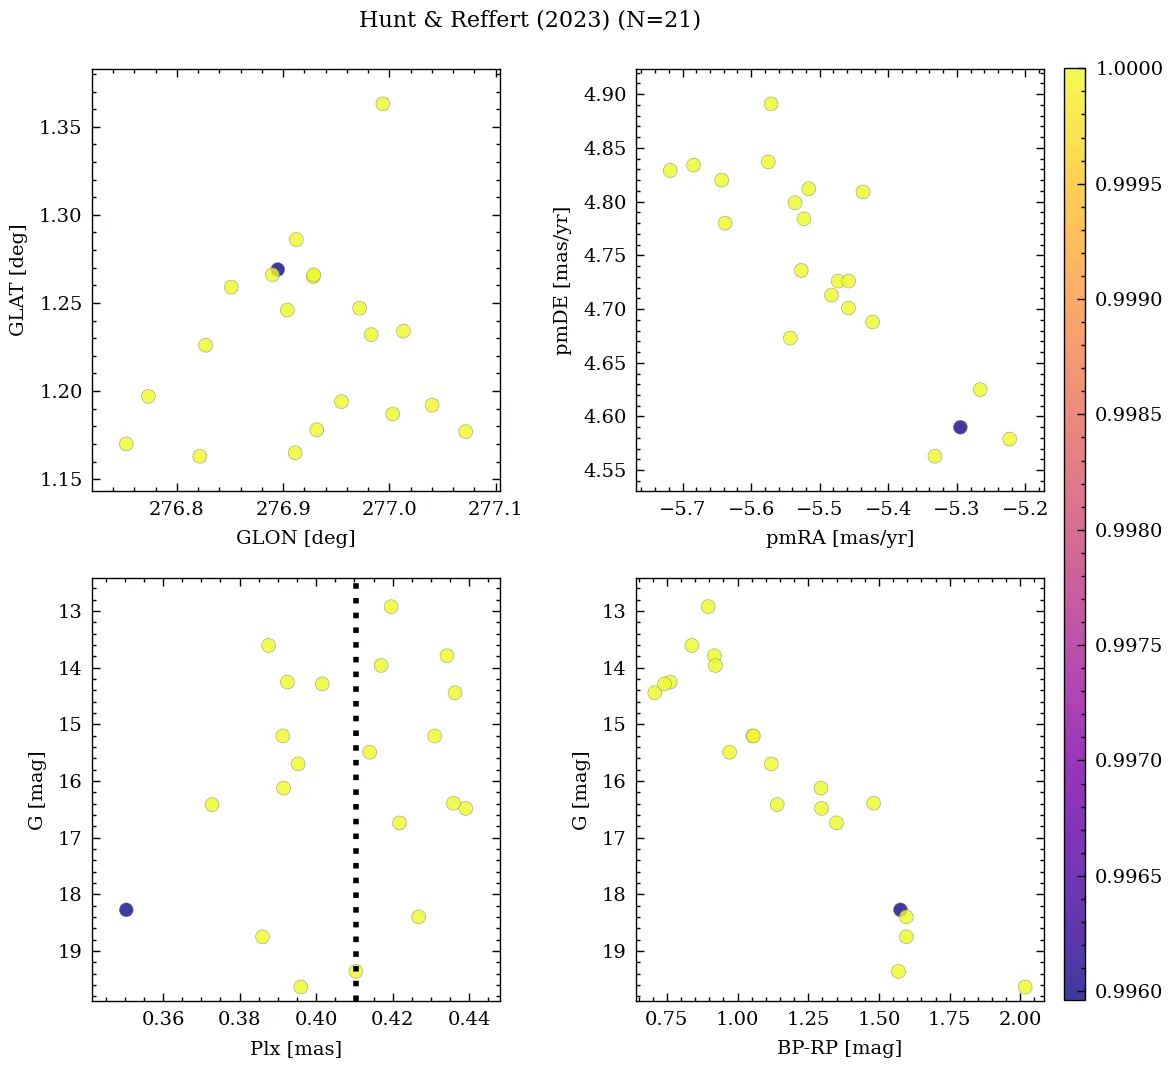 Hunt & Reffert (2023) (N=21)
1.35
1.30
1.25
1.20
1.15
GLAT [deg]
276.8 276.9 277.0 277.1
GLON [deg]
4.90
4.85
4.80
4.75
4.70
4.65
4.60
4.55
pmDE [mas/yr]
−5.7 −5.6 −5.5 −5.4 −5.3 −5.2
pmRA [mas/yr]
13
14
15
16
17
18
19
G [mag]
0.36 0.38 0.40 0.42 0.44
Plx [mas]
13
14
15
16
17
18
19
G [mag]
0.75 1.00 1.25 1.50 1.75 2.00
BP-RP [mag]
1.0000
0.9995
0.9990
0.9985
0.9980
0.9975
0.9970
0.9965
0.9960